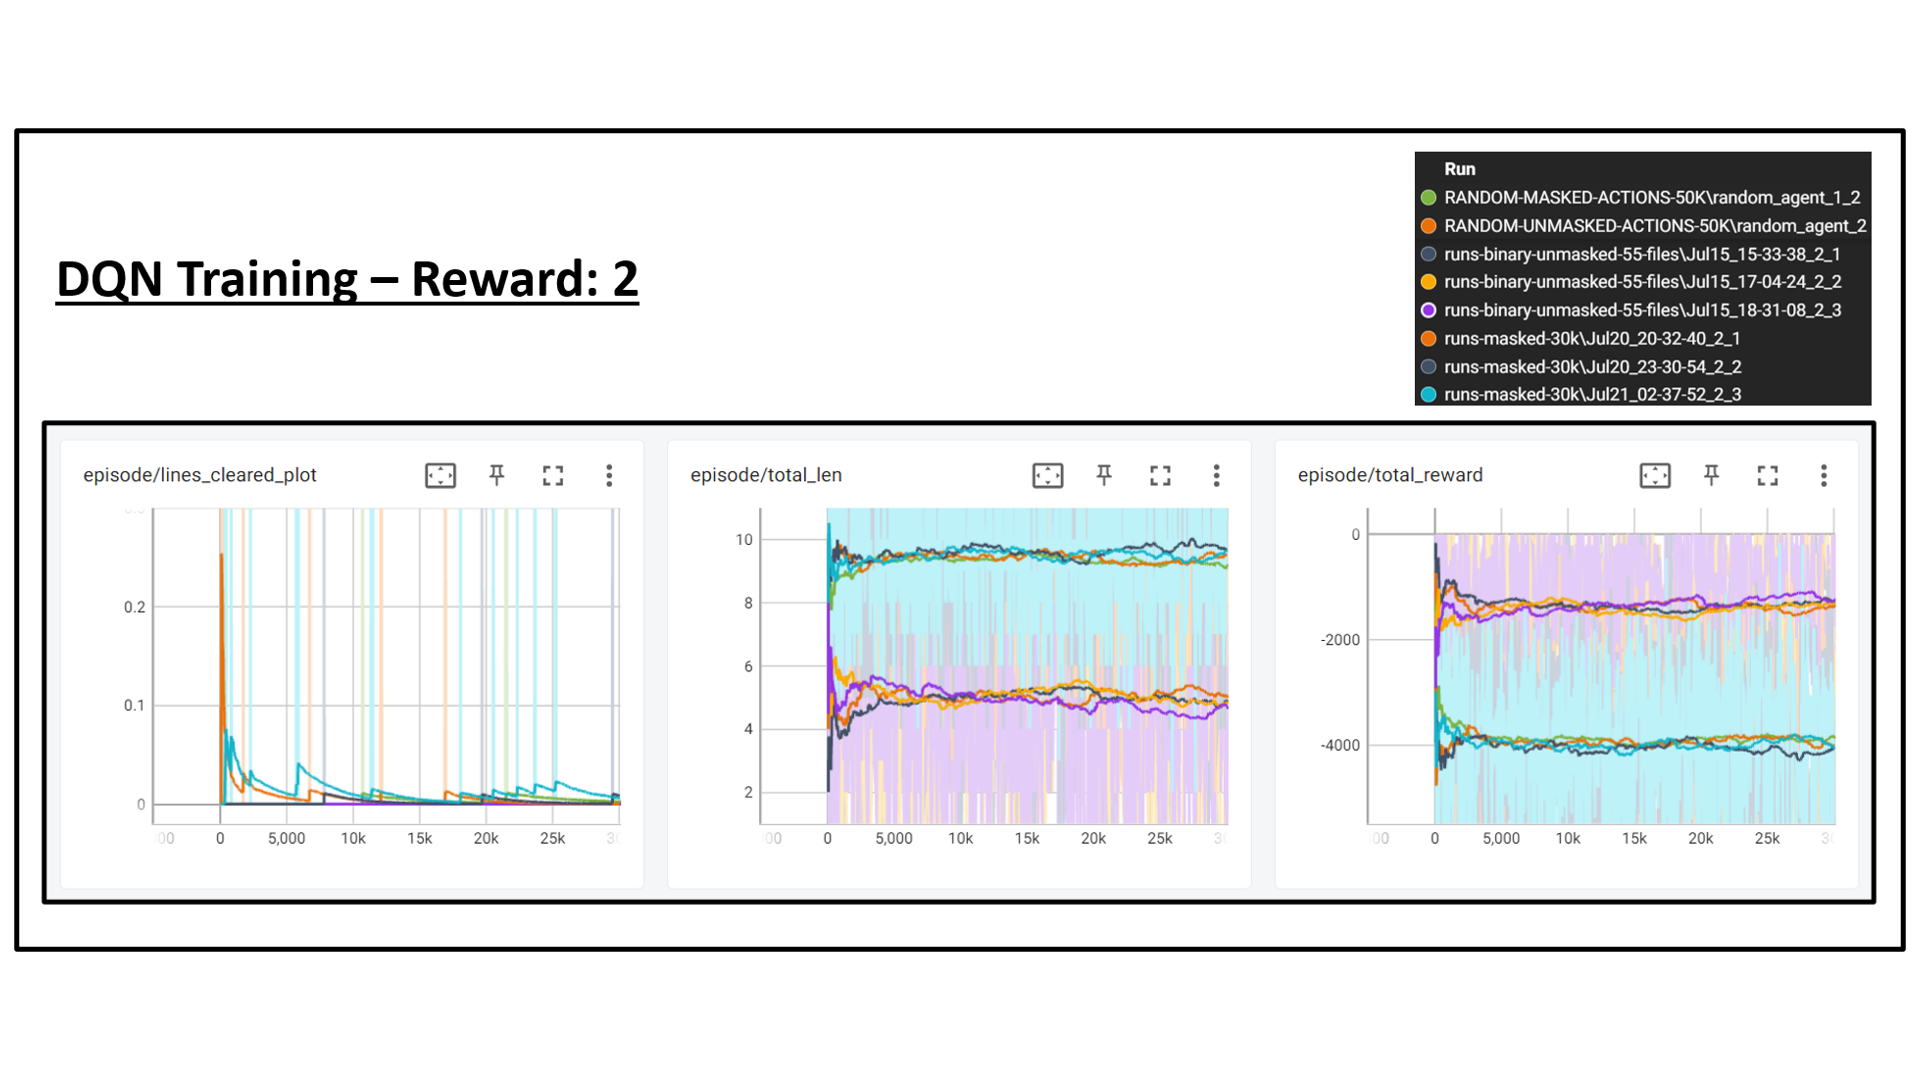 Run
RANDOM-MASKED-ACTIONS-50K\random_agent_1_2
RANDOM-UNMASKED-ACTIONS-50K\random_agent_2
runs-binary-unmasked-55-files\Jul15_15-33-38_2_1
runs-binary-unmasked-55-files\Jul15_17-04-24_2_2
runs-binary-unmasked-55-files\Jul15_18-31-08_2_3
runs-masked-30k\Jul20_20-32-40_2_1
runs-masked-30k\Jul20_23-30-54_2_2
runs-masked-30k\Jul21_02-37-52_2_3
DQN Training – Reward: 2
episode/lines_cleared_plot
0.2
0.1
0
0 5,000 10k 15k 20k 25k
episode/total_len
10
8
6
4
2
0 5,000 10k 15k 20k 25k
episode/total_reward
0
-2000
-4000
0 5,000 10k 15k 20k 25k